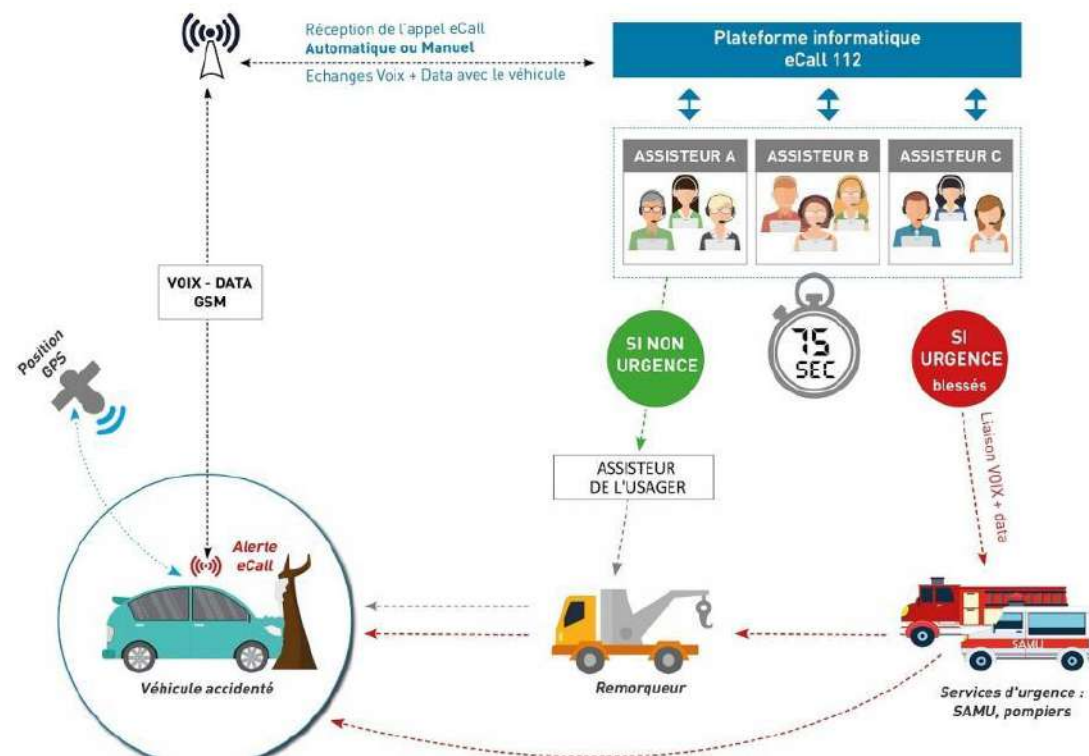 Réception de l'appel eCall
Automatique ou Manuel
Echanges Voix + Data avec le véhicule
Plateforme informatique
eCall 112
ASSISTEUR A
ASSISTEUR B
ASSISTEUR C
VOIX - DATA
GSM
Position
GPS
SI NON
URGENCE
75
SEC
SI
URGENCE
blessés
Liaison VOIX + data
ASSISTEUR
DE L'USAGER
Alerte
eCall
SAMU
Véhicule accidenté
Remorqueur
Services d'urgence :
SAMU, pompiers